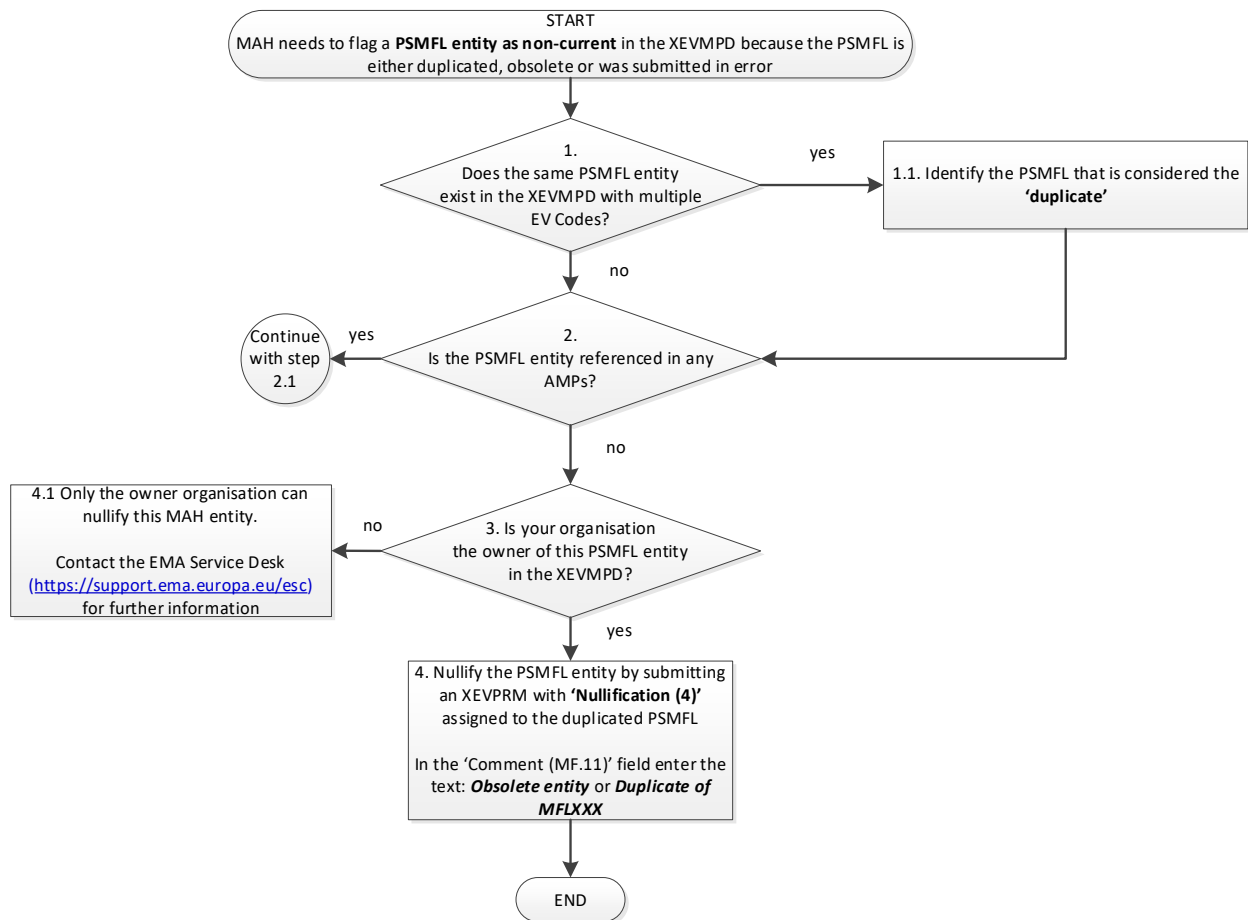 START
MAH needs to flag a PSMFL entity as non-current in the XEVMPD because the PSMFL is
either duplicated, obsolete or was submitted in error
1.
Does the same PSMFL entity
exist in the XEVMPD with multiple
EV Codes?
yes
1.1. Identify the PSMFL that is considered the
‘duplicate’
no
2.
Is the PSMFL entity referenced in any
AMPs?
yes
Continue
with step
2.1
no
3. Is your organisation
the owner of this PSMFL entity
in the XEVMPD?
no
4.1 Only the owner organisation can
nullify this MAH entity.
Contact the EMA Service Desk
(https://support.ema.europa.eu/esc)
for further information
yes
4. Nullify the PSMFL entity by submitting
an XEVPRM with ‘Nullification (4)’
assigned to the duplicated PSMFL
In the ‘Comment (MF.11)’ field enter the
text: Obsolete entity or Duplicate of
MFLXXX
END